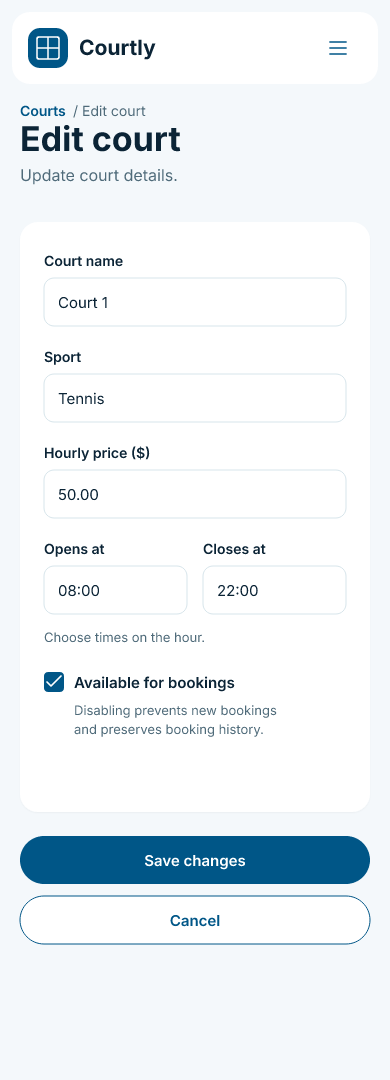 Courtly
Courts / Edit court
Edit court
Update court details.
Court name
Court 1
Sport
Tennis
Hourly price ($)
50.00
Opens at
Closes at
08:00
22:00
Choose times on the hour.
Available for bookings
Disabling prevents new bookings
and preserves booking history.
Save changes
Cancel